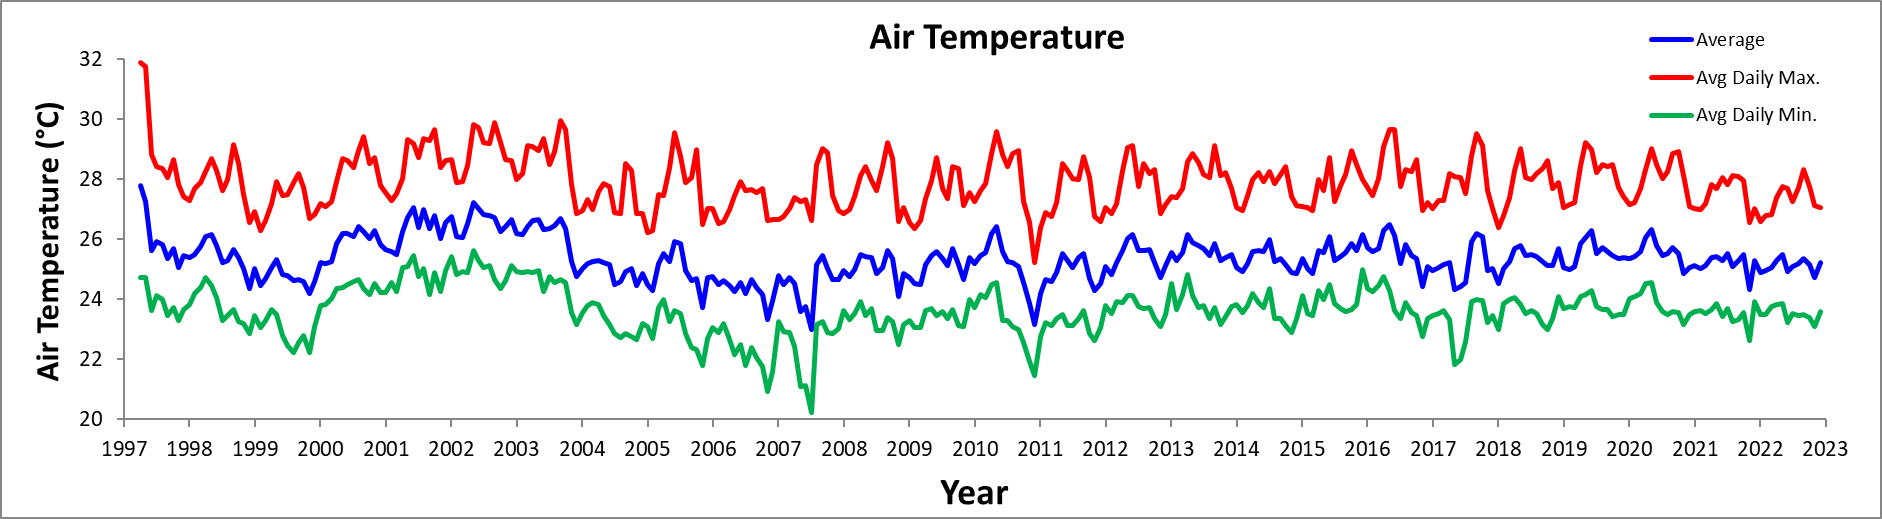 Air Temperature
Average
Avg Daily Max.
Avg Daily Min.
Air Temperature (°C)
32
30
28
26
24
22
20
1997 1998 1999 2000 2001 2002 2003 2004 2005 2006 2007 2008 2009 2010 2011 2012 2013 2014 2015 2016 2017 2018 2019 2020 2021 2022 2023
Year